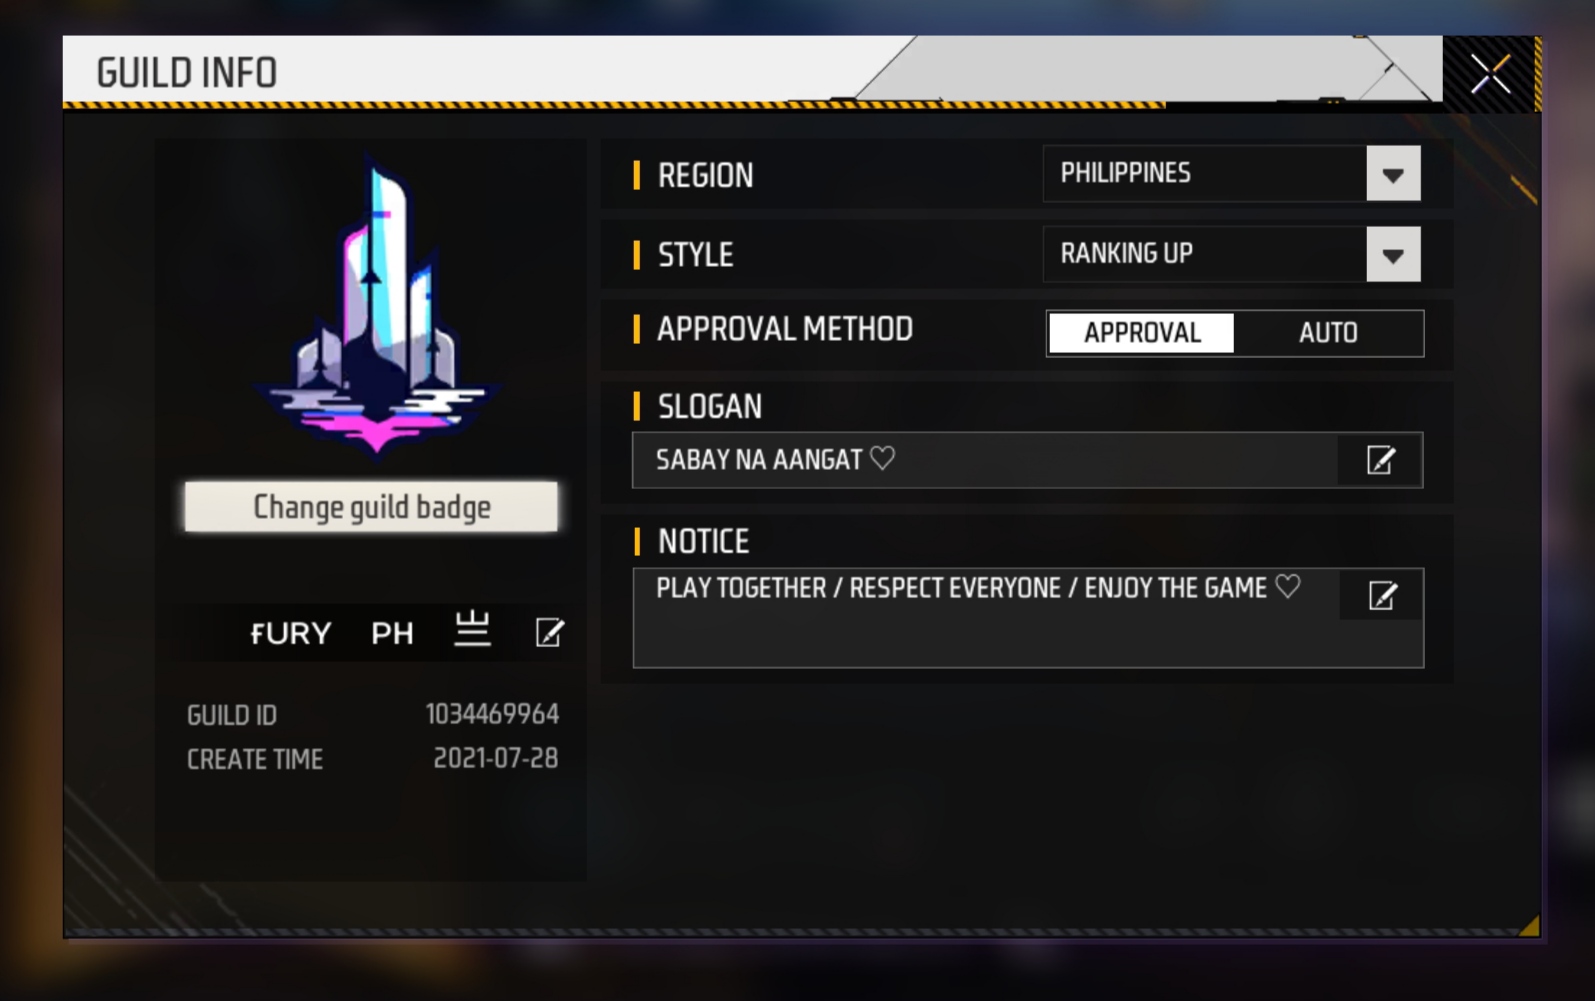 GUILD INFO
Change guild badge
ғURY PH 亗
GUILD ID 1034469964
CREATE TIME 2021-07-28
REGION PHILIPPINES
STYLE RANKING UP
APPROVAL METHOD APPROVAL AUTO
SLOGAN
SABAY NA AANGAT ♡
NOTICE
PLAY TOGETHER / RESPECT EVERYONE / ENJOY THE GAME ♡